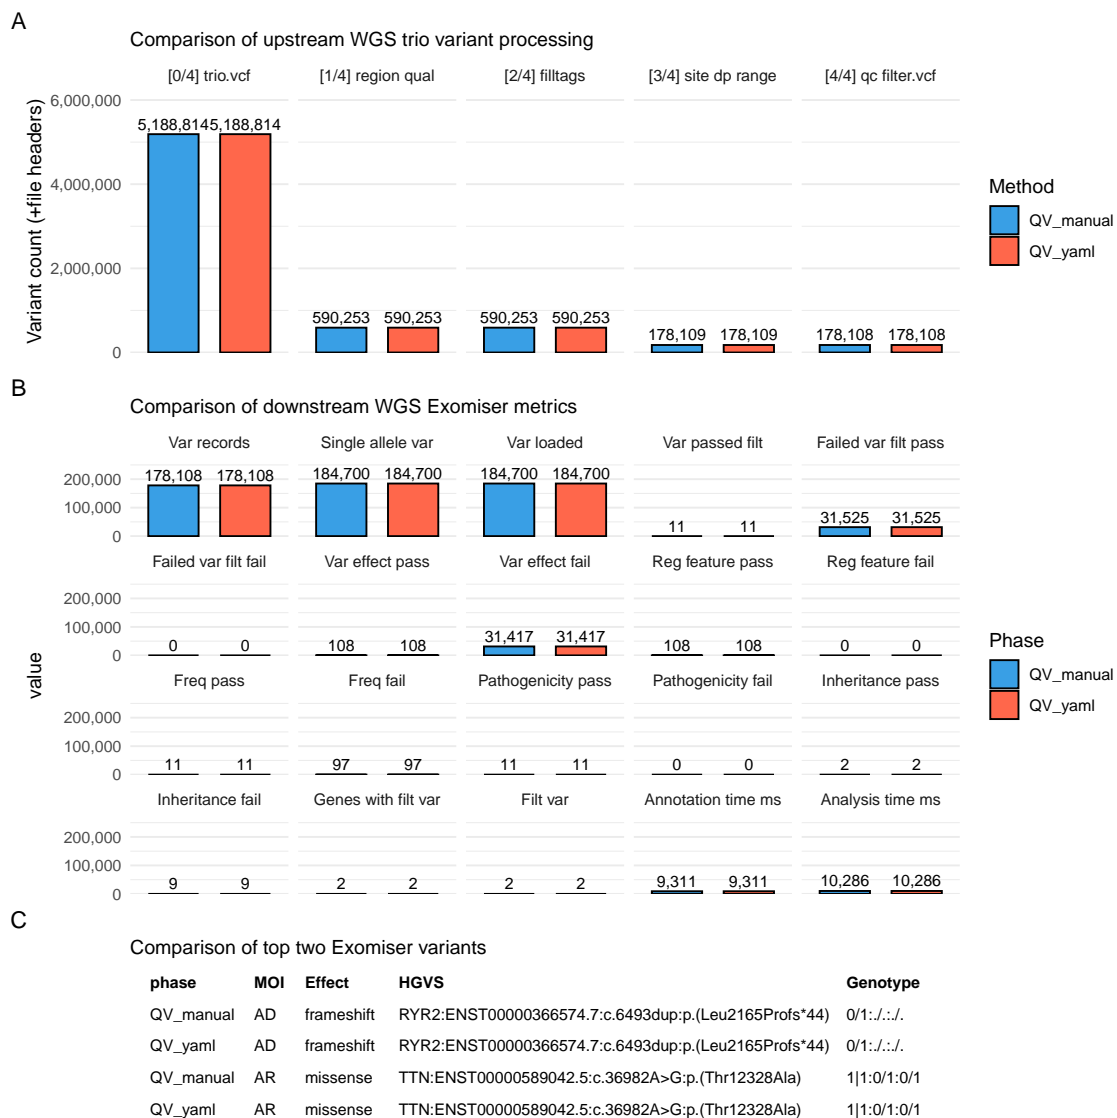 A
Comparison of upstream WGS trio variant processing
[0/4] trio.vcf [1/4] region qual [2/4] filltags [3/4] site dp range [4/4] qc filter.vcf
Variant count (+file headers)
6,000,000
4,000,000
2,000,000
0
5,188,814 5,188,814 590,253 590,253 590,253 590,253 178,109 178,109 178,108 178,108
Method
QV_manual
QV_yaml
B
Comparison of downstream WGS Exomiser metrics
value
Var records Single allele var Var loaded Var passed filt Failed var filt pass
200,000
100,000
0
178,108 178,108 184,700 184,700 184,700 184,700 11 11 31,525 31,525
Failed var filt fail Var effect pass Var effect fail Reg feature pass Reg feature fail
200,000
100,000
0
0 0 108 108 31,417 31,417 108 108 0 0
Freq pass Freq fail Pathogenicity pass Pathogenicity fail Inheritance pass
200,000
100,000
0
11 11 97 97 11 11 0 0 2 2
Inheritance fail Genes with filt var Filt var Annotation time ms Analysis time ms
200,000
100,000
0
9 9 2 2 2 2 9,311 9,311 10,286 10,286
Phase
QV_manual
QV_yaml
C
Comparison of top two Exomiser variants
phase MOI Effect HGVS Genotype
QV_manual AD frameshift RYR2:ENST00000366574.7:c.6493dup:p.(Leu2165Profs*44) 0/1:./.:./.
QV_yaml AD frameshift RYR2:ENST00000366574.7:c.6493dup:p.(Leu2165Profs*44) 0/1:./.:./.
QV_manual AR missense TTN:ENST00000589042.5:c.36982A>G:p.(Thr12328Ala) 1|1:0/1:0/1
QV_yaml AR missense TTN:ENST00000589042.5:c.36982A>G:p.(Thr12328Ala) 1|1:0/1:0/1